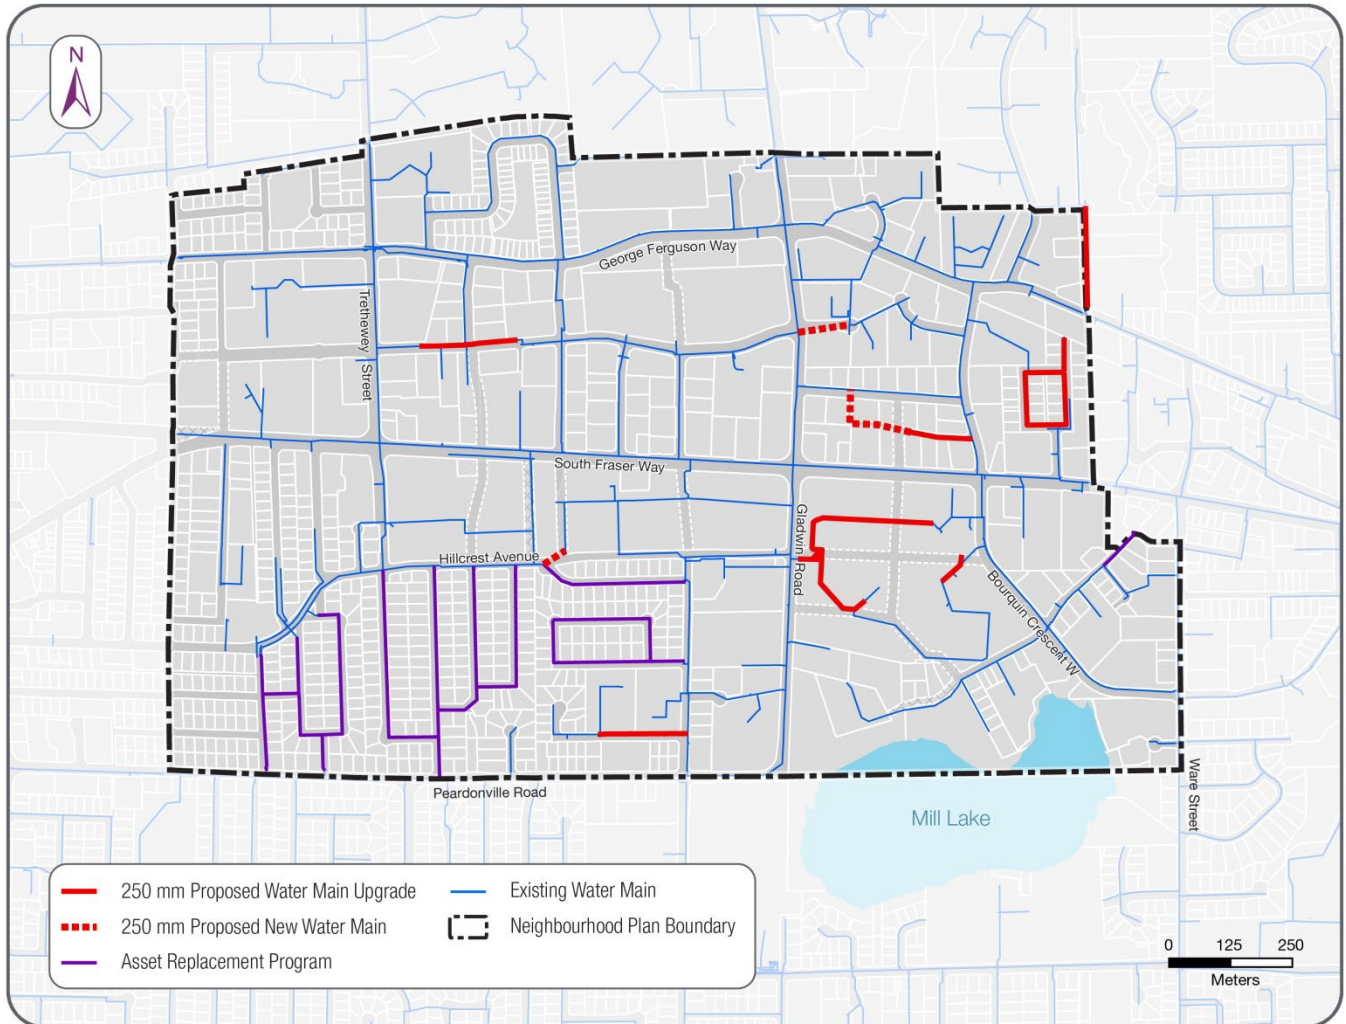 N
George Ferguson Way
Trethewey Street
South Fraser Way
Gladwin Road
Hillcrest Avenue
Bourquin Crescent W
Peardonville Road
Ware Street
Mill Lake
250 mm Proposed Water Main Upgrade
250 mm Proposed New Water Main
Asset Replacement Program
Existing Water Main
Neighbourhood Plan Boundary
0 125 250
Meters